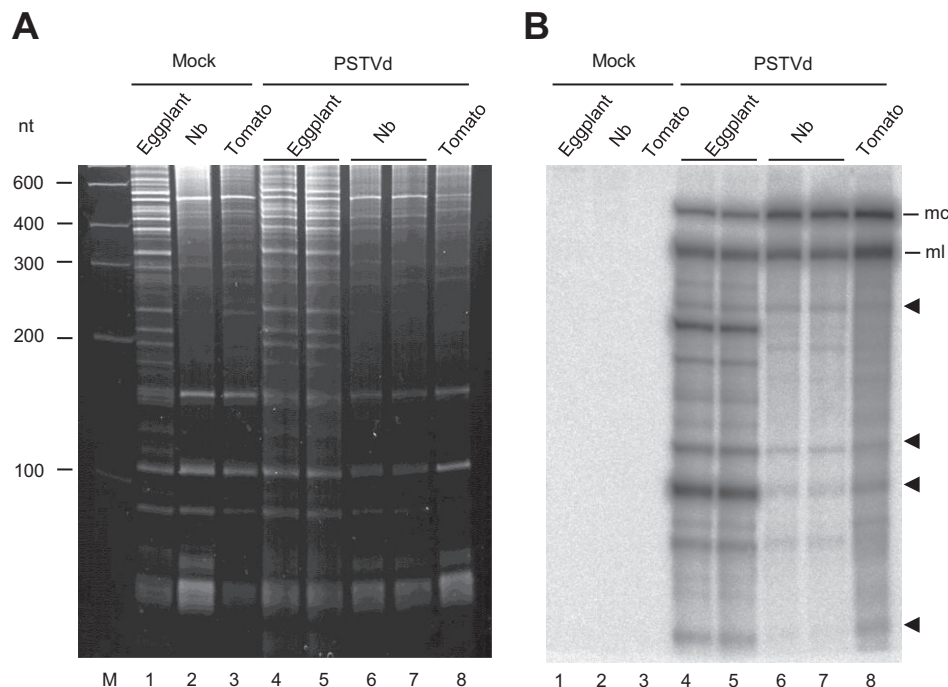 A
Mock
PSTVd
nt
Eggplant
Nb
Tomato
Eggplant
Nb
Tomato
600
400
300
200
100
M 1 2 3 4 5 6 7 8
B
Mock
PSTVd
Eggplant
Nb
Tomato
Eggplant
Nb
Tomato
mc
ml
1 2 3 4 5 6 7 8